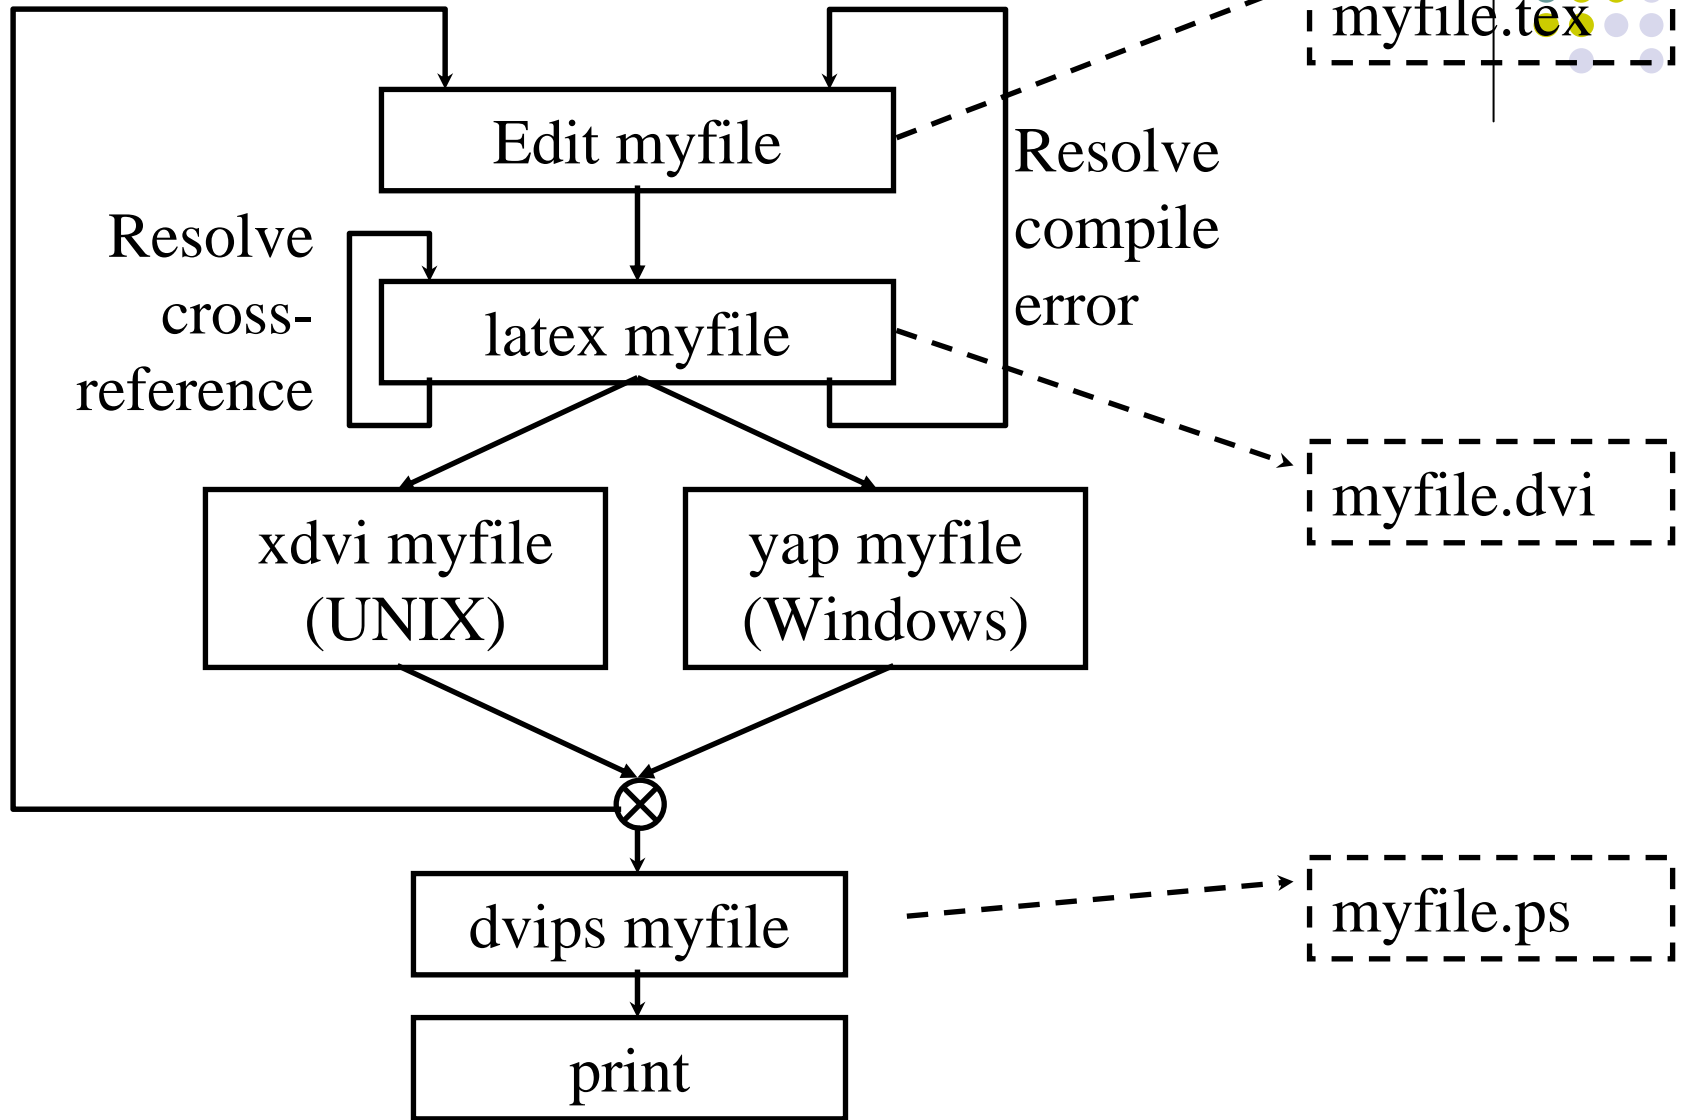 myfile.tex
Edit myfile
Resolve
compile
error
Resolve
cross-
reference
latex myfile
myfile.dvi
xdvi myfile
(UNIX)
yap myfile
(Windows)
dvips myfile
myfile.ps
print